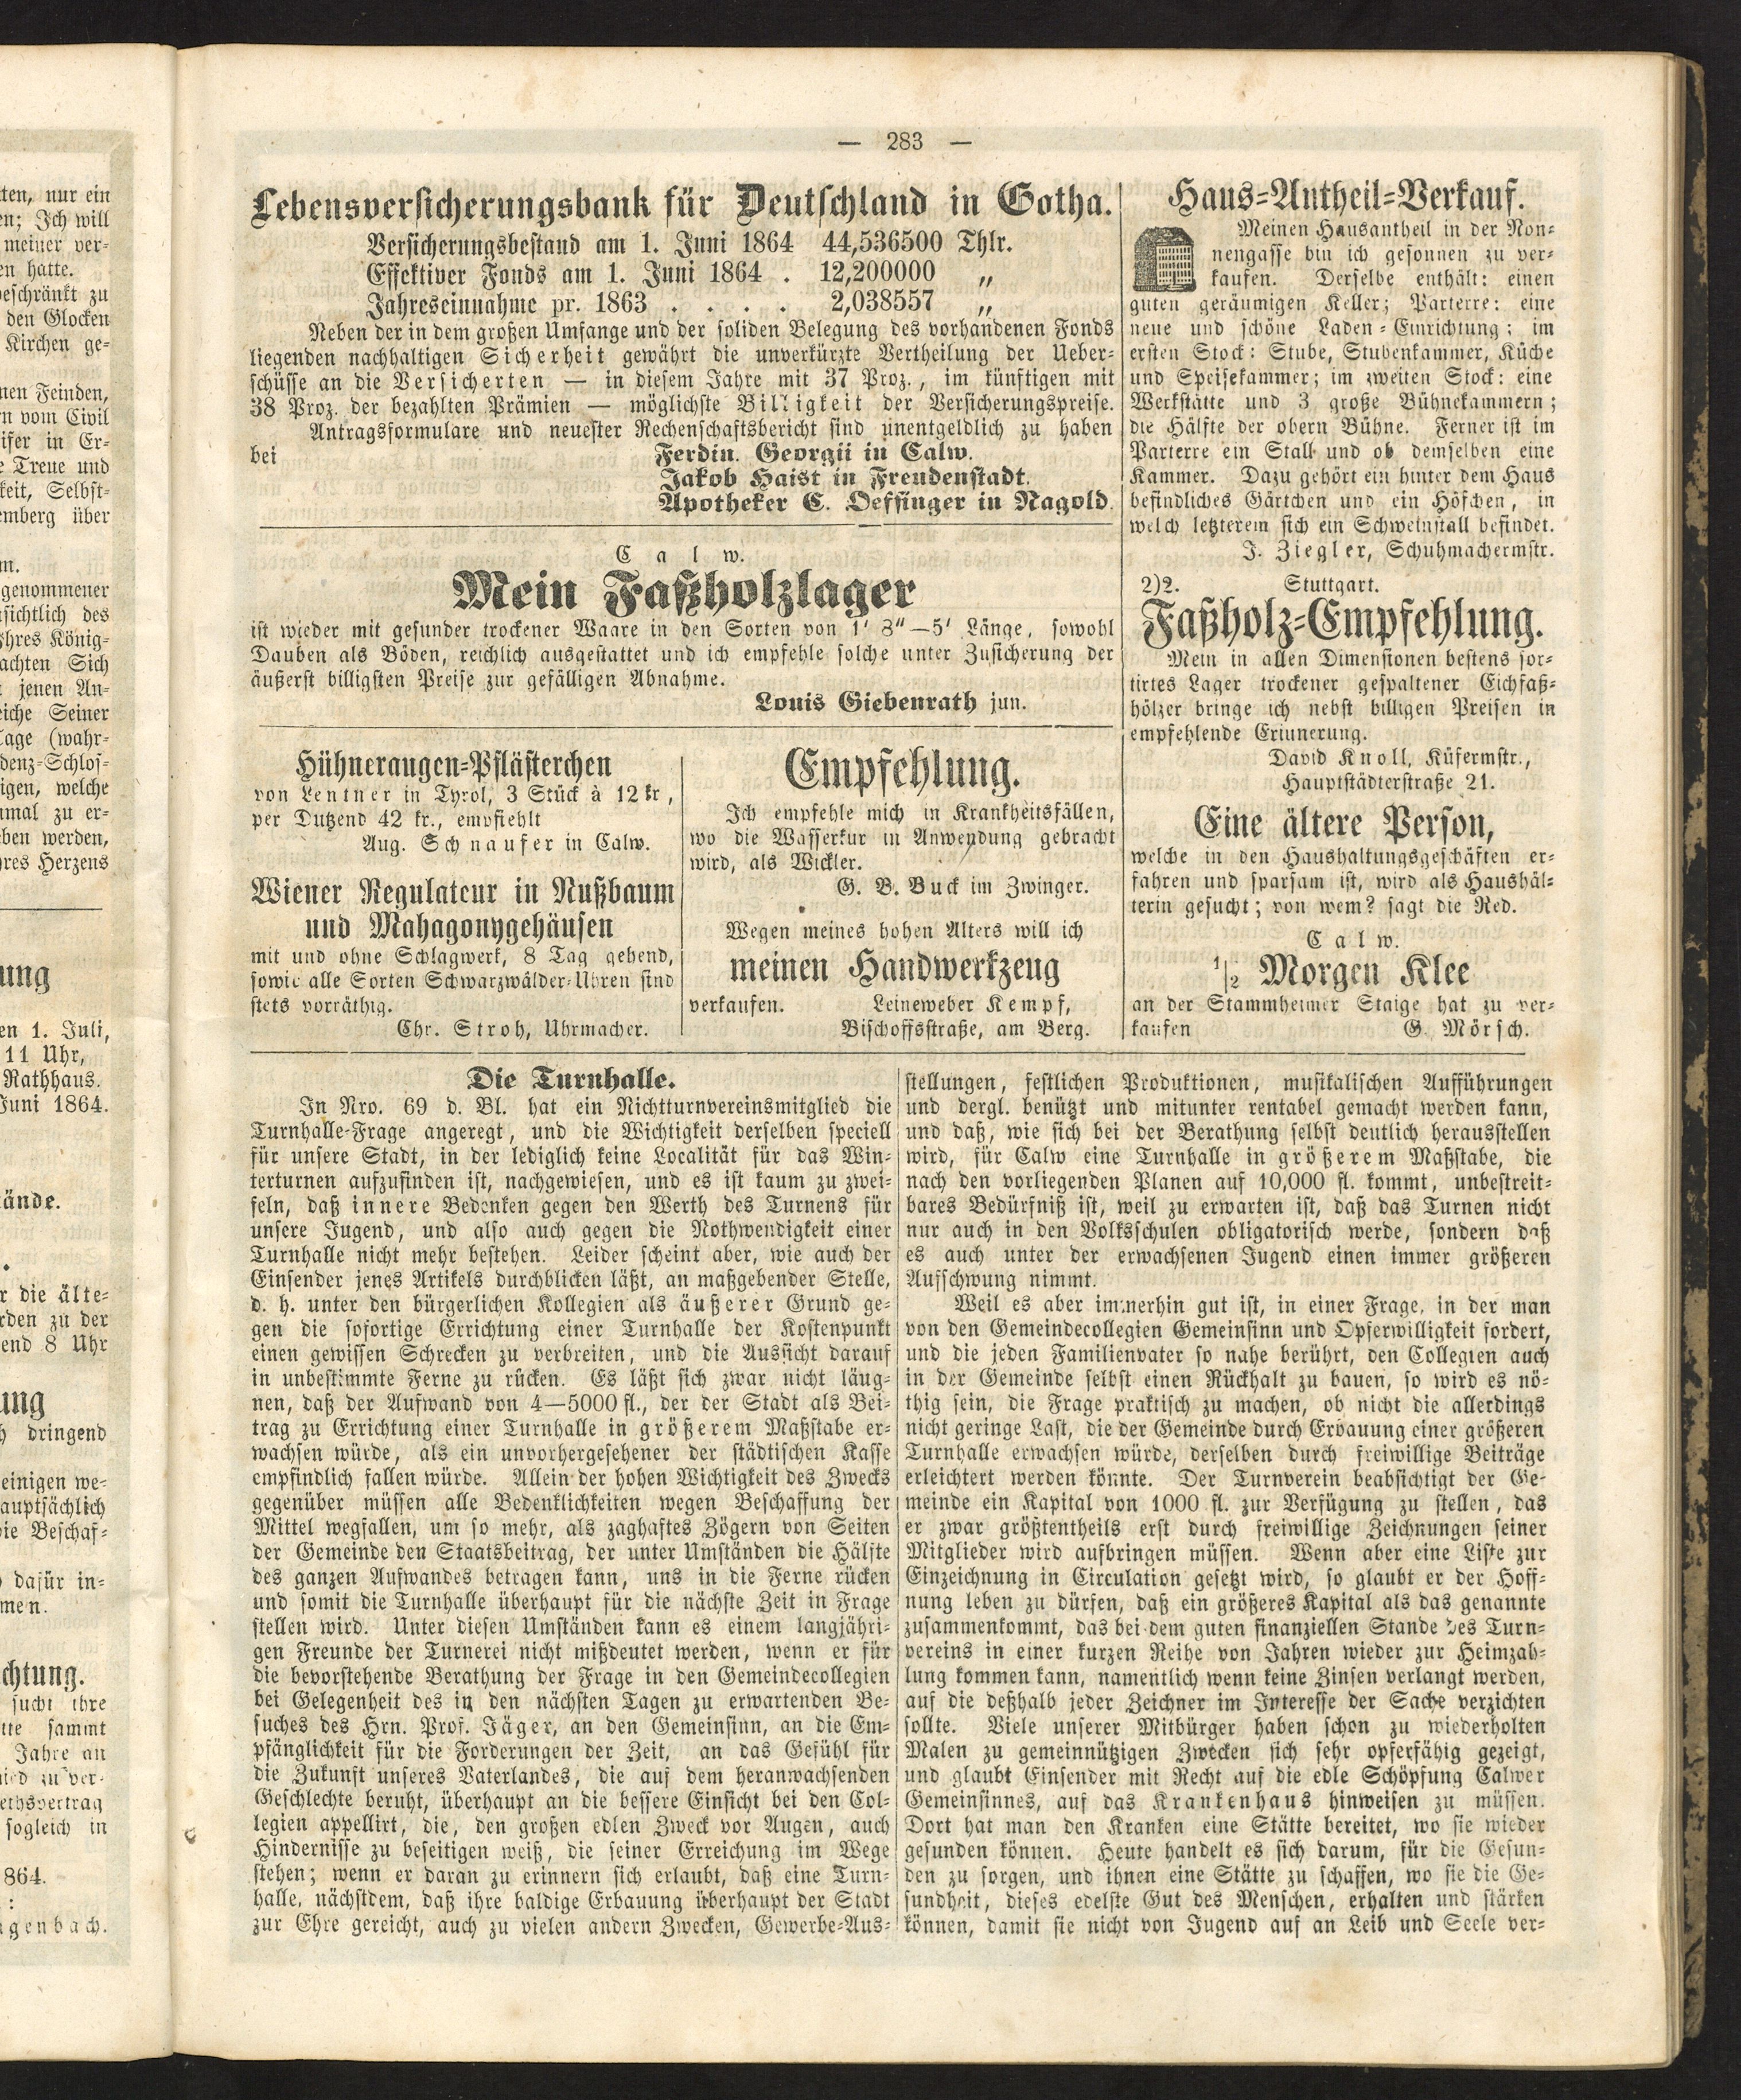 — 283 —
Lebensversicherungsbank für Deutschland in Gotha.
Versicherungsbestand am 1. Juni 1864 44,536500 Thlr.
Effektiver Fonds am 1. Juni 1864 . 12,200000 „
Jahreseinnahme pr. 1863 . . . . 2,038557 „
Neben der in dem großen Umfange und der soliden Belegung des vorhandenen Fonds
liegenden nachhaltigen Sicherheit gewährt die unverkürzte Vertheilung der Ueber-
schüsse an die Versicherten — in diesem Jahre mit 37 Proz., im künftigen mit
38 Proz. der bezahlten Prämien — möglichste Billigkeit der Versicherungspreise.
Antragsformulare und neuester Rechenschaftsbericht sind unentgeldlich zu haben
bei Ferdin. Georgii in Calw.
Jakob Haist in Freudenstadt.
Apotheker C. Oeffinger in Nagold.
Calw.
Mein Faßholzlager
ist wieder mit gesunder trockener Waare in den Sorten von 1' 8"—5' Länge, sowohl
Dauben als Böden, reichlich ausgestattet und ich empfehle solche unter Zusicherung der
äußerst billigsten Preise zur gefälligen Abnahme.
Louis Giebenrath jun.
Hühneraugen-Pflästerchen
von Lentner in Tyrol, 3 Stück à 12 kr,
per Dutzend 42 kr., empfiehlt
Aug. Schnaufer in Calw.
Wiener Regulateur in Nußbaum
und Mahagonygehäusen
mit und ohne Schlagwerk, 8 Tag gehend,
sowie alle Sorten Schwarzwälder-Uhren sind
stets vorräthig.
Chr. Stroh, Uhrmacher.
Empfehlung.
Ich empfehle mich in Krankheitsfällen,
wo die Wasserkur in Anwendung gebracht
wird, als Wickler.
G. B. Buck im Zwinger.
Wegen meines hohen Alters will ich
meinen Handwerkzeug
verkaufen. Leineweber Kempf,
Bischoffsstraße, am Berg.
Haus-Antheil-Verkauf.
Meinen Hausantheil in der Non-
nengasse bin ich gesonnen zu ver-
kaufen. Derselbe enthält: einen
guten geräumigen Keller; Parterre: eine
neue und schöne Laden-Einrichtung; im
ersten Stock: Stube, Stubenkammer, Küche
und Speisekammer; im zweiten Stock: eine
Werkstätte und 3 große Bühnekammern;
die Hälfte der obern Bühne. Ferner ist im
Parterre ein Stall und ob demselben eine
Kammer. Dazu gehört ein hinter dem Haus
befindliches Gärtchen und ein Höfchen, in
welch letzterem sich ein Schweinstall befindet.
J. Ziegler, Schuhmachermstr.
2)2. Stuttgart.
Faßholz-Empfehlung.
Mein in allen Dimensionen bestens sor-
tirtes Lager trockener gespaltener Eichfaß-
hölzer bringe ich nebst billigen Preisen in
empfehlende Erinnerung.
David Knoll, Küfermstr.,
Hauptstädterstraße 21.
Eine ältere Person,
welche in den Haushaltungsgeschäften er-
fahren und sparsam ist, wird als Haushäl-
terin gesucht; von wem? sagt die Red.
Calw.
1/2 Morgen Klee
an der Stammheimer Staige hat zu ver-
kaufen G. Mörsch.
Die Turnhalle.
In Nro. 69 d. Bl. hat ein Nichtturnvereinsmitglied die
Turnhalle-Frage angeregt, und die Wichtigkeit derselben speciell
für unsere Stadt, in der lediglich keine Localität für das Win-
terturnen aufzufinden ist, nachgewiesen, und es ist kaum zu zwei-
feln, daß innere Bedenken gegen den Werth des Turnens für
unsere Jugend, und also auch gegen die Nothwendigkeit einer
Turnhalle nicht mehr bestehen. Leider scheint aber, wie auch der
Einsender jenes Artikels durchblicken läßt, an maßgebender Stelle,
d. h. unter den bürgerlichen Kollegien als äußerer Grund ge-
gen die sofortige Errichtung einer Turnhalle der Kostenpunkt
einen gewissen Schrecken zu verbreiten, und die Aussicht darauf
in unbestimmte Ferne zu rücken. Es läßt sich zwar nicht läug-
nen, daß der Aufwand von 4—5000 fl., der der Stadt als Bei-
trag zu Errichtung einer Turnhalle in größerem Maßstabe er-
wachsen würde, als ein unvorhergesehener der städtischen Kasse
empfindlich fallen würde. Allein der hohen Wichtigkeit des Zwecks
gegenüber müssen alle Bedenklichkeiten wegen Beschaffung der
Mittel wegfallen, um so mehr, als zaghaftes Zögern von Seiten
der Gemeinde den Staatsbeitrag, der unter Umständen die Hälfte
des ganzen Aufwandes betragen kann, uns in die Ferne rücken
und somit die Turnhalle überhaupt für die nächste Zeit in Frage
stellen wird. Unter diesen Umständen kann es einem langjähri-
gen Freunde der Turnerei nicht mißdeutet werden, wenn er für
die bevorstehende Berathung der Frage in den Gemeindecollegien
bei Gelegenheit des in den nächsten Tagen zu erwartenden Be-
suches des Hrn. Prof. Jäger, an den Gemeinsinn, an die Em-
pfänglichkeit für die Forderungen der Zeit, an das Gefühl für
die Zukunft unseres Vaterlandes, die auf dem heranwachsenden
Geschlechte beruht, überhaupt an die bessere Einsicht bei den Col-
legien appellirt, die, den großen edlen Zweck vor Augen, auch
Hindernisse zu beseitigen weiß, die seiner Erreichung im Wege
stehen; wenn er daran zu erinnern sich erlaubt, daß eine Turn-
halle, nächstdem, daß ihre baldige Erbauung überhaupt der Stadt
zur Ehre gereicht, auch zu vielen andern Zwecken, Gewerbe-Aus-
stellungen, festlichen Produktionen, musikalischen Aufführungen
und dergl. benützt und mitunter rentabel gemacht werden kann,
und daß, wie sich bei der Berathung selbst deutlich herausstellen
wird, für Calw eine Turnhalle in größerem Maßstabe, die
nach den vorliegenden Planen auf 10,000 fl. kommt, unbestreit-
bares Bedürfniß ist, weil zu erwarten ist, daß das Turnen nicht
nur auch in den Volksschulen obligatorisch werde, sondern daß
es auch unter der erwachsenen Jugend einen immer größeren
Aufschwung nimmt.
Weil es aber immerhin gut ist, in einer Frage, in der man
von den Gemeindecollegien Gemeinsinn und Opferwilligkeit fordert,
und die jeden Familienvater so nahe berührt, den Collegien auch
in der Gemeinde selbst einen Rückhalt zu bauen, so wird es nö-
thig sein, die Frage praktisch zu machen, ob nicht die allerdings
nicht geringe Last, die der Gemeinde durch Erbauung einer größeren
Turnhalle erwachsen würde, derselben durch freiwillige Beiträge
erleichtert werden könnte. Der Turnverein beabsichtigt der Ge-
meinde ein Kapital von 1000 fl. zur Verfügung zu stellen, das
er zwar größtentheils erst durch freiwillige Zeichnungen seiner
Mitglieder wird aufbringen müssen. Wenn aber eine Liste zur
Einzeichnung in Circulation gesetzt wird, so glaubt er der Hoff-
nung leben zu dürfen, daß ein größeres Kapital als das genannte
zusammenkommt, das bei dem guten finanziellen Stande des Turn-
vereins in einer kurzen Reihe von Jahren wieder zur Heimzah-
lung kommen kann, namentlich wenn keine Zinsen verlangt werden,
auf die deßhalb jeder Zeichner im Interesse der Sache verzichten
sollte. Viele unserer Mitbürger haben schon zu wiederholten
Malen zu gemeinnützigen Zwecken sich sehr opferfähig gezeigt,
und glaubt Einsender mit Recht auf die edle Schöpfung Calwer
Gemeinsinnes, auf das Krankenhaus hinweisen zu müssen.
Dort hat man den Kranken eine Stätte bereitet, wo sie wieder
gesunden können. Heute handelt es sich darum, für die Gesun-
den zu sorgen, und ihnen eine Stätte zu schaffen, wo sie die Ge-
sundheit, dieses edelste Gut des Menschen, erhalten und stärken
können, damit sie nicht von Jugend auf an Leib und Seele ver-